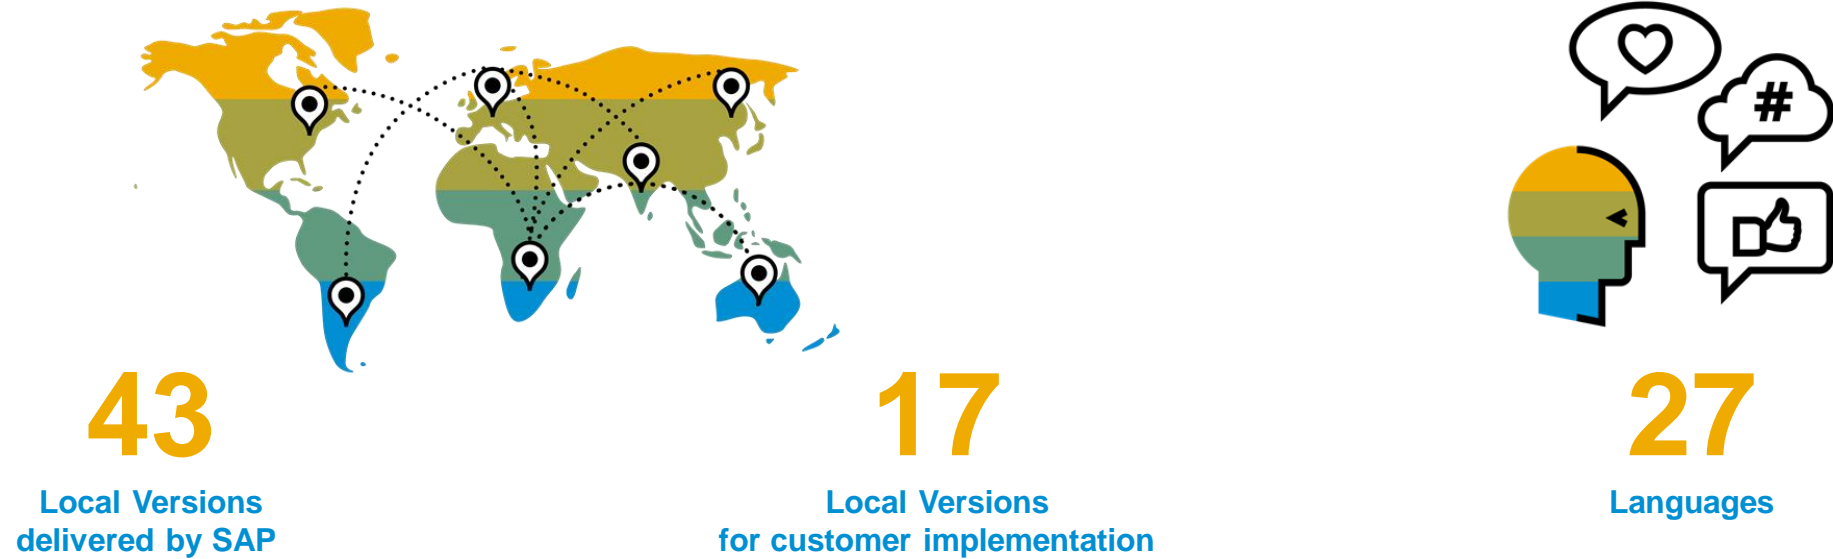 #
43
Local Versions
delivered by SAP
17
Local Versions
for customer implementation
27
Languages